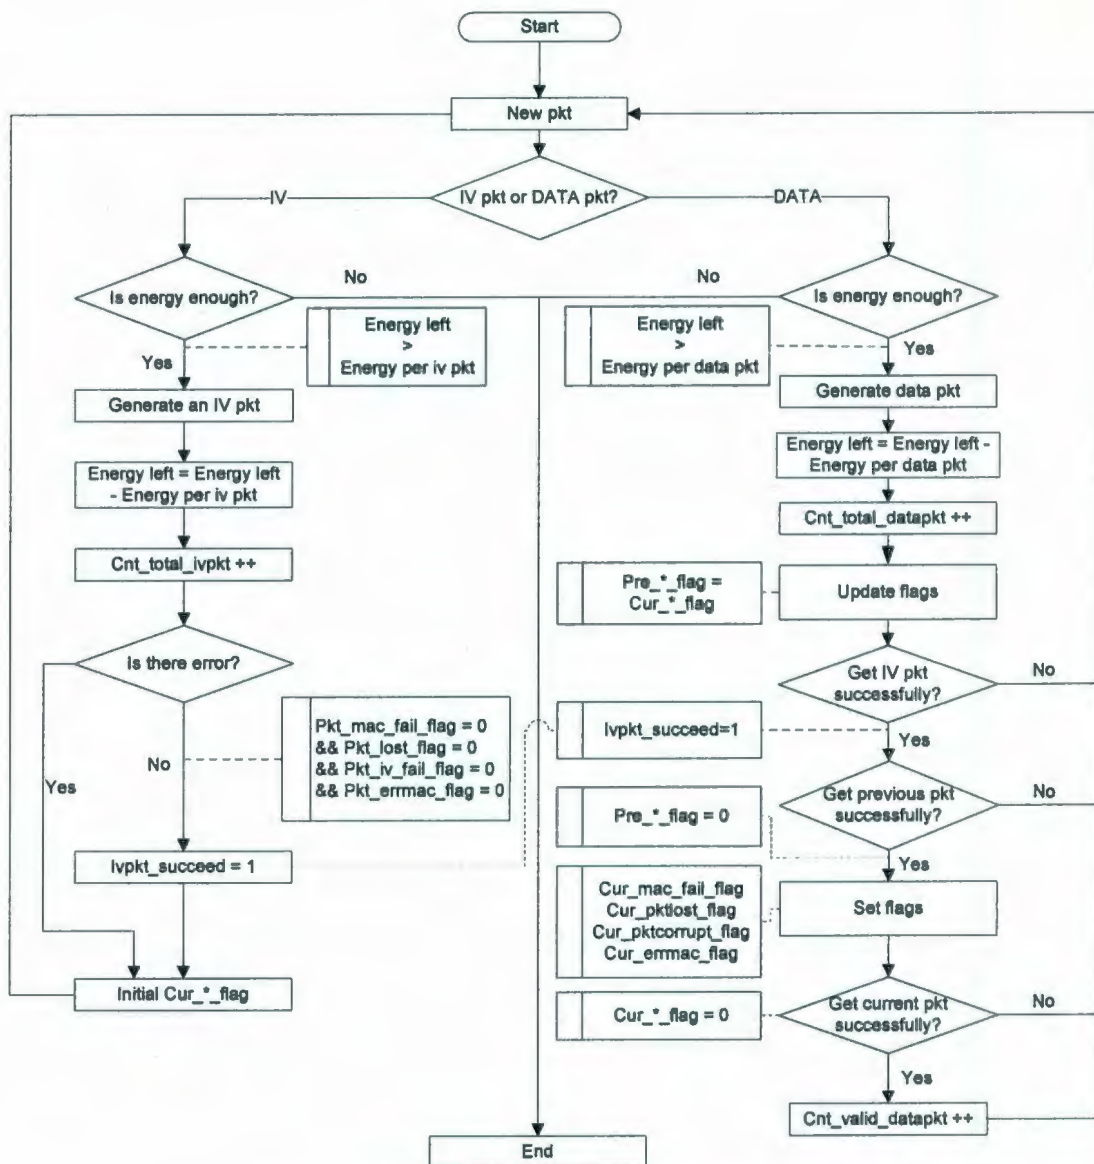 Start
New pkt
IV pkt or DATA pkt?
IV
DATA
Is energy enough?
No
Energy left
>
Energy per iv pkt
Yes
Generate an IV pkt
Energy left = Energy left
- Energy per iv pkt
Cnt_total_ivpkt ++
Is there error?
Yes
No
Pkt_mac_fail_flag = 0
&& Pkt_lost_flag = 0
&& Pkt_iv_fail_flag = 0
&& Pkt_errmac_flag = 0
Ivpkt_succeed = 1
Initial Cur_*_flag
No
Is energy enough?
Energy left
>
Energy per data pkt
Yes
Generate data pkt
Energy left = Energy left -
Energy per data pkt
Cnt_total_datapkt ++
Pre_*_flag =
Cur_*_flag
Update flags
Get IV pkt
successfully?
No
Ivpkt_succeed=1
Yes
Get previous pkt
successfully?
No
Pre_*_flag = 0
Yes
Cur_mac_fail_flag
Cur_pktlost_flag
Cur_pktcorrupt_flag
Cur_errmac_flag
Set flags
Cur_*_flag = 0
Get current pkt
successfully?
No
Yes
Cnt_valid_datapkt ++
End